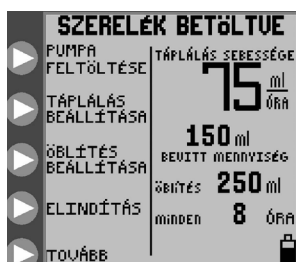 SZERELÉK BETÖLTVE
PUMPA
FELTÖLTÉSE
TÁPLÁLÁS
BEÁLLÍTÁSA
ÖBLÍTÉS
BEÁLLÍTÁSA
ELINDÍTÁS
TOVÁBB
TÁPLÁLÁS SEBESSÉGE
75 ml
ÓRA
150 ml
BEVITT MENNYISÉG
ÖBLÍTÉS 250 ml
MINDEN 8 ÓRA